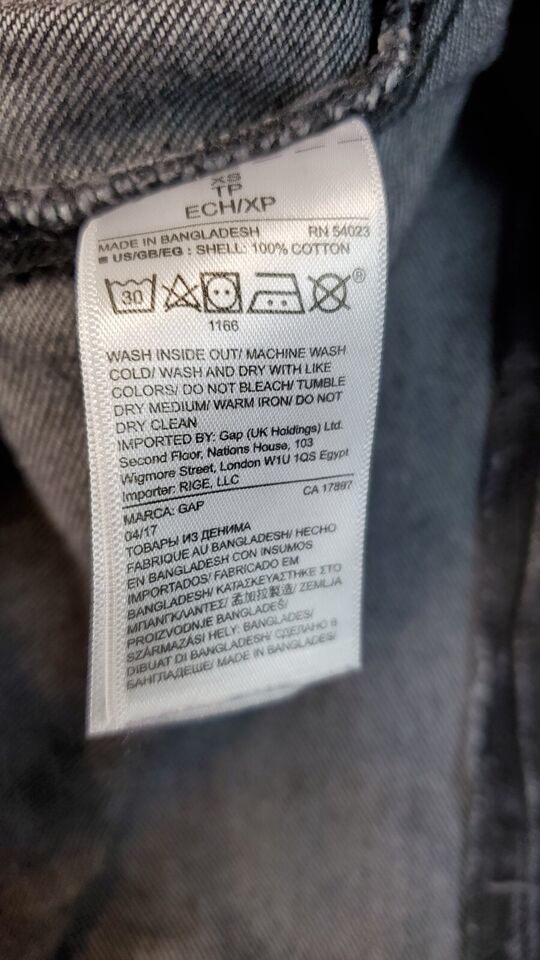 XS
TP
ECH/XP
MADE IN BANGLADESH RN 54023
US/GB/EG : SHELL: 100% COTTON
30 ®
1166
WASH INSIDE OUT/ MACHINE WASH
COLD/ WASH AND DRY WITH LIKE
COLORS/ DO NOT BLEACH/ TUMBLE
DRY MEDIUM/ WARM IRON/ DO NOT
DRY CLEAN
IMPORTED BY: Gap (UK Holdings) Ltd.
Second Floor, Nations House, 103
Wigmore Street, London W1U 1QS Egypt
Importer: RIGE, LLC
CA 17897
MARCA: GAP
04/17
ТОВАРЫ ИЗ ДЕНИМА
FABRIQUE AU BANGLADESH/ HECHO
EN BANGLADESH CON INSUMOS
IMPORTADOS/ FABRICADO EM
BANGLADESH/ ΚΑΤΑΣΚΕΥΑΣΤΗΚΕ ΣΤΟ
ΜΠΑΝΓΚΛΑΝΤΕΣ/ 孟加拉製造/ ZEMLJA
PROIZVODNJE BANGLADEŠ/
SZÁRMAZÁSI HELY: BANGLADES/
DIBUAT DI BANGLADESH/ СДЕЛАНО В
БАНГЛАДЕШЕ/ MADE IN BANGLADES/